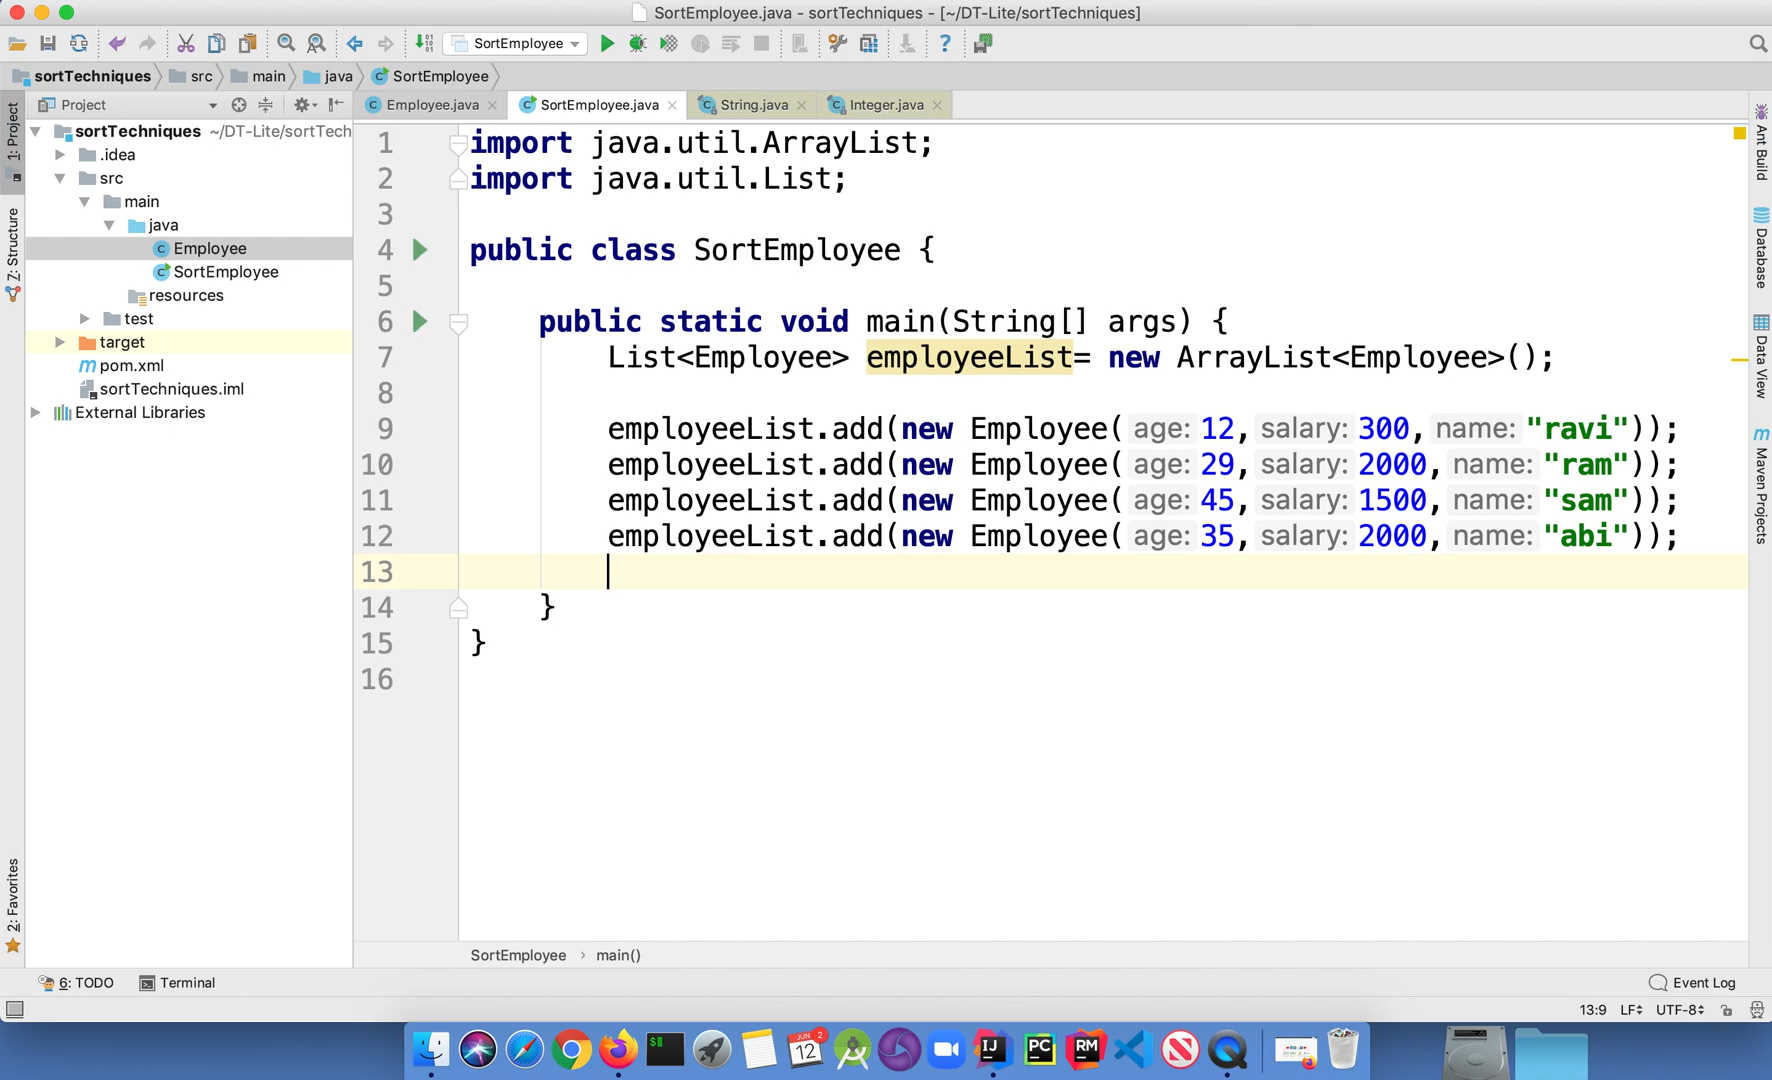 SortEmployee.java - sortTechniques - [~/DT-Lite/sortTechniques]
SortEmployee
sortTechniques src main java SortEmployee
Project
Employee.java SortEmployee.java String.java Integer.java
1: Project
7: Structure
2: Favorites
sortTechniques ~/DT-Lite/sortTech
.idea
src
main
java
Employee
SortEmployee
resources
test
target
pom.xml
sortTechniques.iml
External Libraries
1 import java.util.ArrayList;
2 import java.util.List;
3
4 public class SortEmployee {
5
6 public static void main(String[] args) {
7 List<Employee> employeeList= new ArrayList<Employee>();
8
9 employeeList.add(new Employee( age: 12, salary: 300, name: "ravi"));
10 employeeList.add(new Employee( age: 29, salary: 2000, name: "ram"));
11 employeeList.add(new Employee( age: 45, salary: 1500, name: "sam"));
12 employeeList.add(new Employee( age: 35, salary: 2000, name: "abi"));
13
14 }
15 }
16
Ant Build
Database
Data View
Maven Projects
SortEmployee › main()
6: TODO Terminal Event Log
13:9 LF UTF-8
$
JUN 2
12
IJ
PC
RM
N